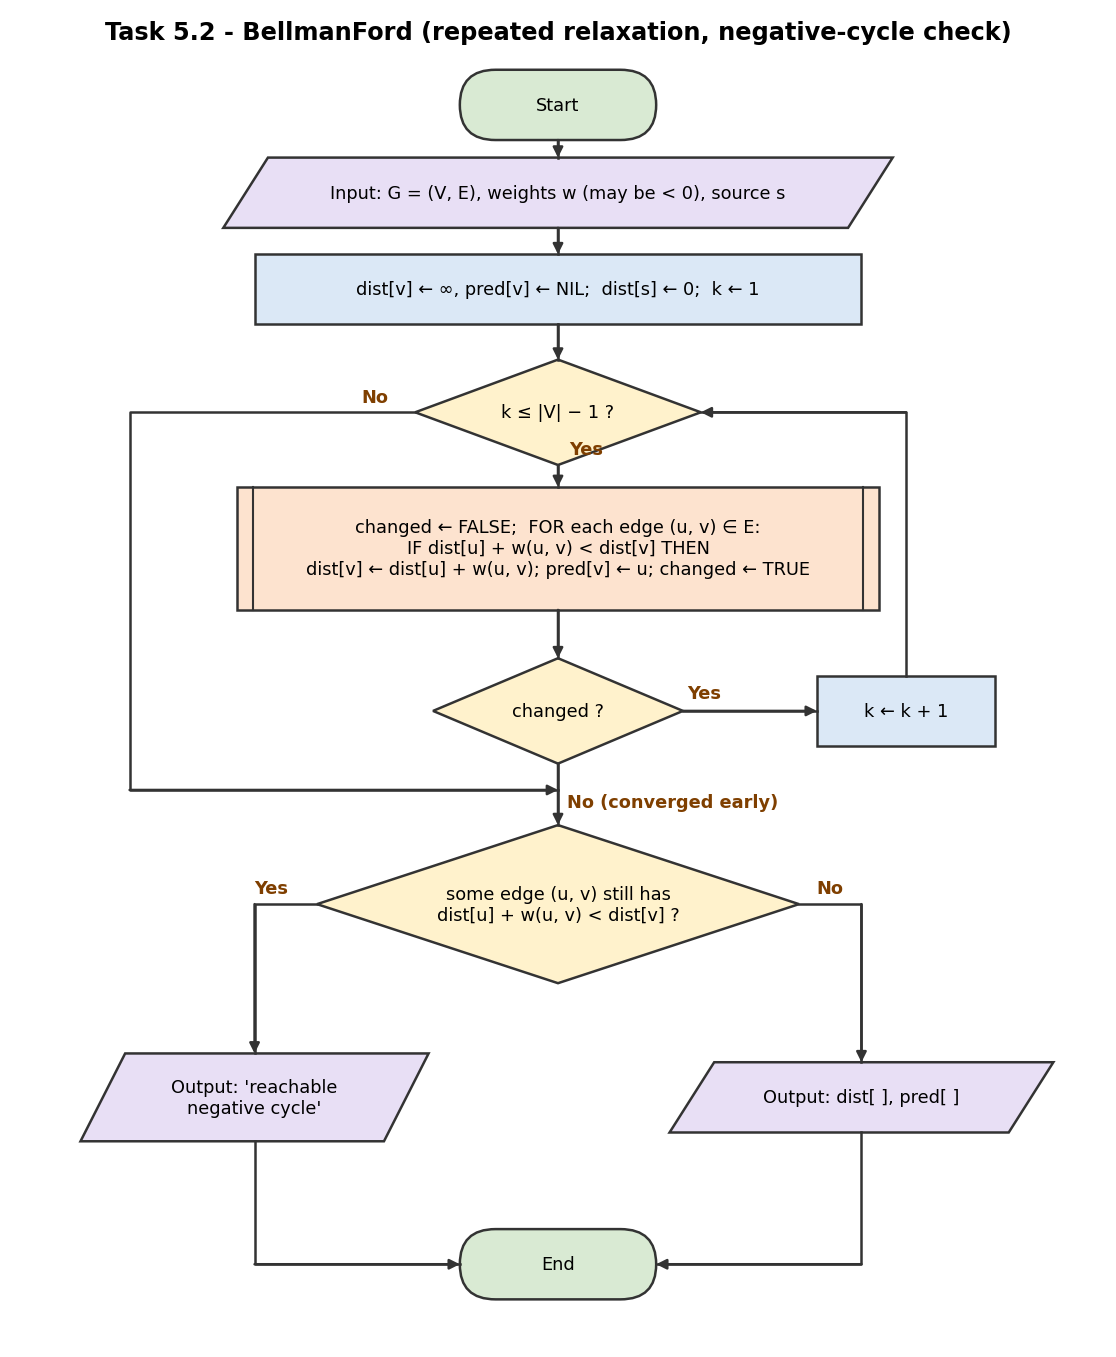 Task 5.2 - BellmanFord (repeated relaxation, negative-cycle check)
Start
Input: G = (V, E), weights w (may be < 0), source s
dist[v] ← ∞, pred[v] ← NIL;  dist[s] ← 0;  k ← 1
No
k ≤ |V| − 1 ?
Yes
changed ← FALSE;  FOR each edge (u, v) ∈ E:
IF dist[u] + w(u, v) < dist[v] THEN
dist[v] ← dist[u] + w(u, v); pred[v] ← u; changed ← TRUE
changed ?
Yes
k ← k + 1
No (converged early)
Yes
some edge (u, v) still has
dist[u] + w(u, v) < dist[v] ?
No
Output: 'reachable
negative cycle'
Output: dist[ ], pred[ ]
End